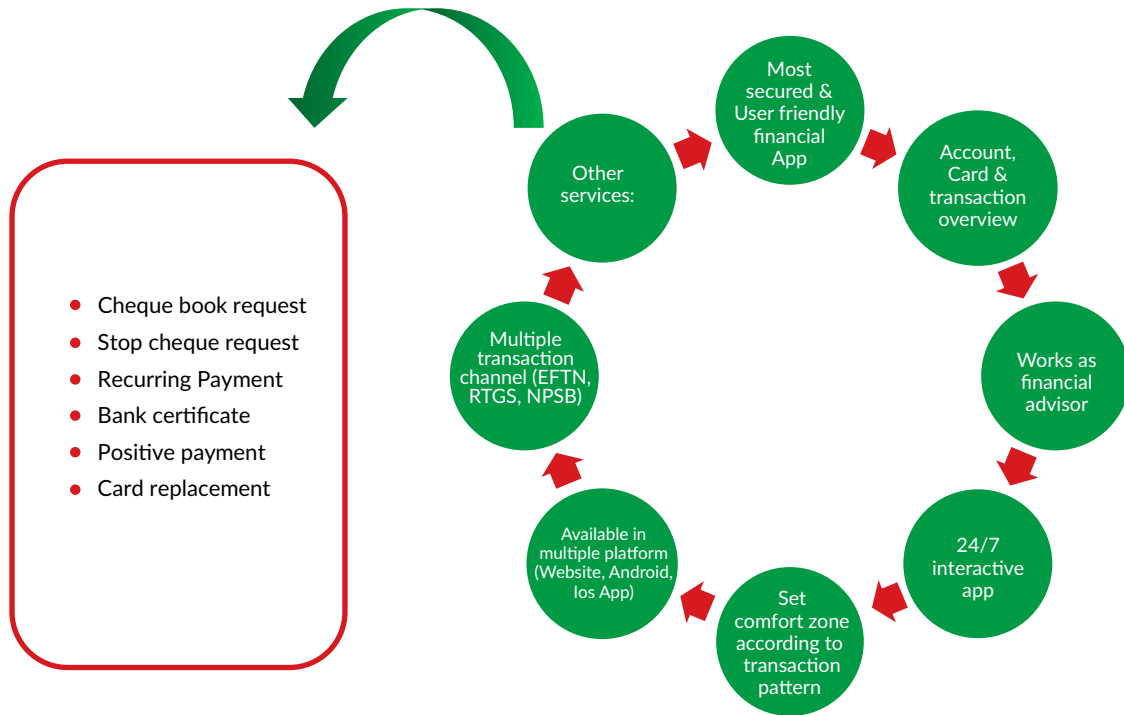 Most
secured &
User friendly
financial
App
Account,
Card &
transaction
overview
Works as
financial
advisor
24/7
interactive
app
Set
comfort zone
according to
transaction
pattern
Available in
multiple platform
(Website, Android,
Ios App)
Multiple
transaction
channel (EFTN,
RTGS, NPSB)
Other
services:
• Cheque book request
• Stop cheque request
• Recurring Payment
• Bank certificate
• Positive payment
• Card replacement